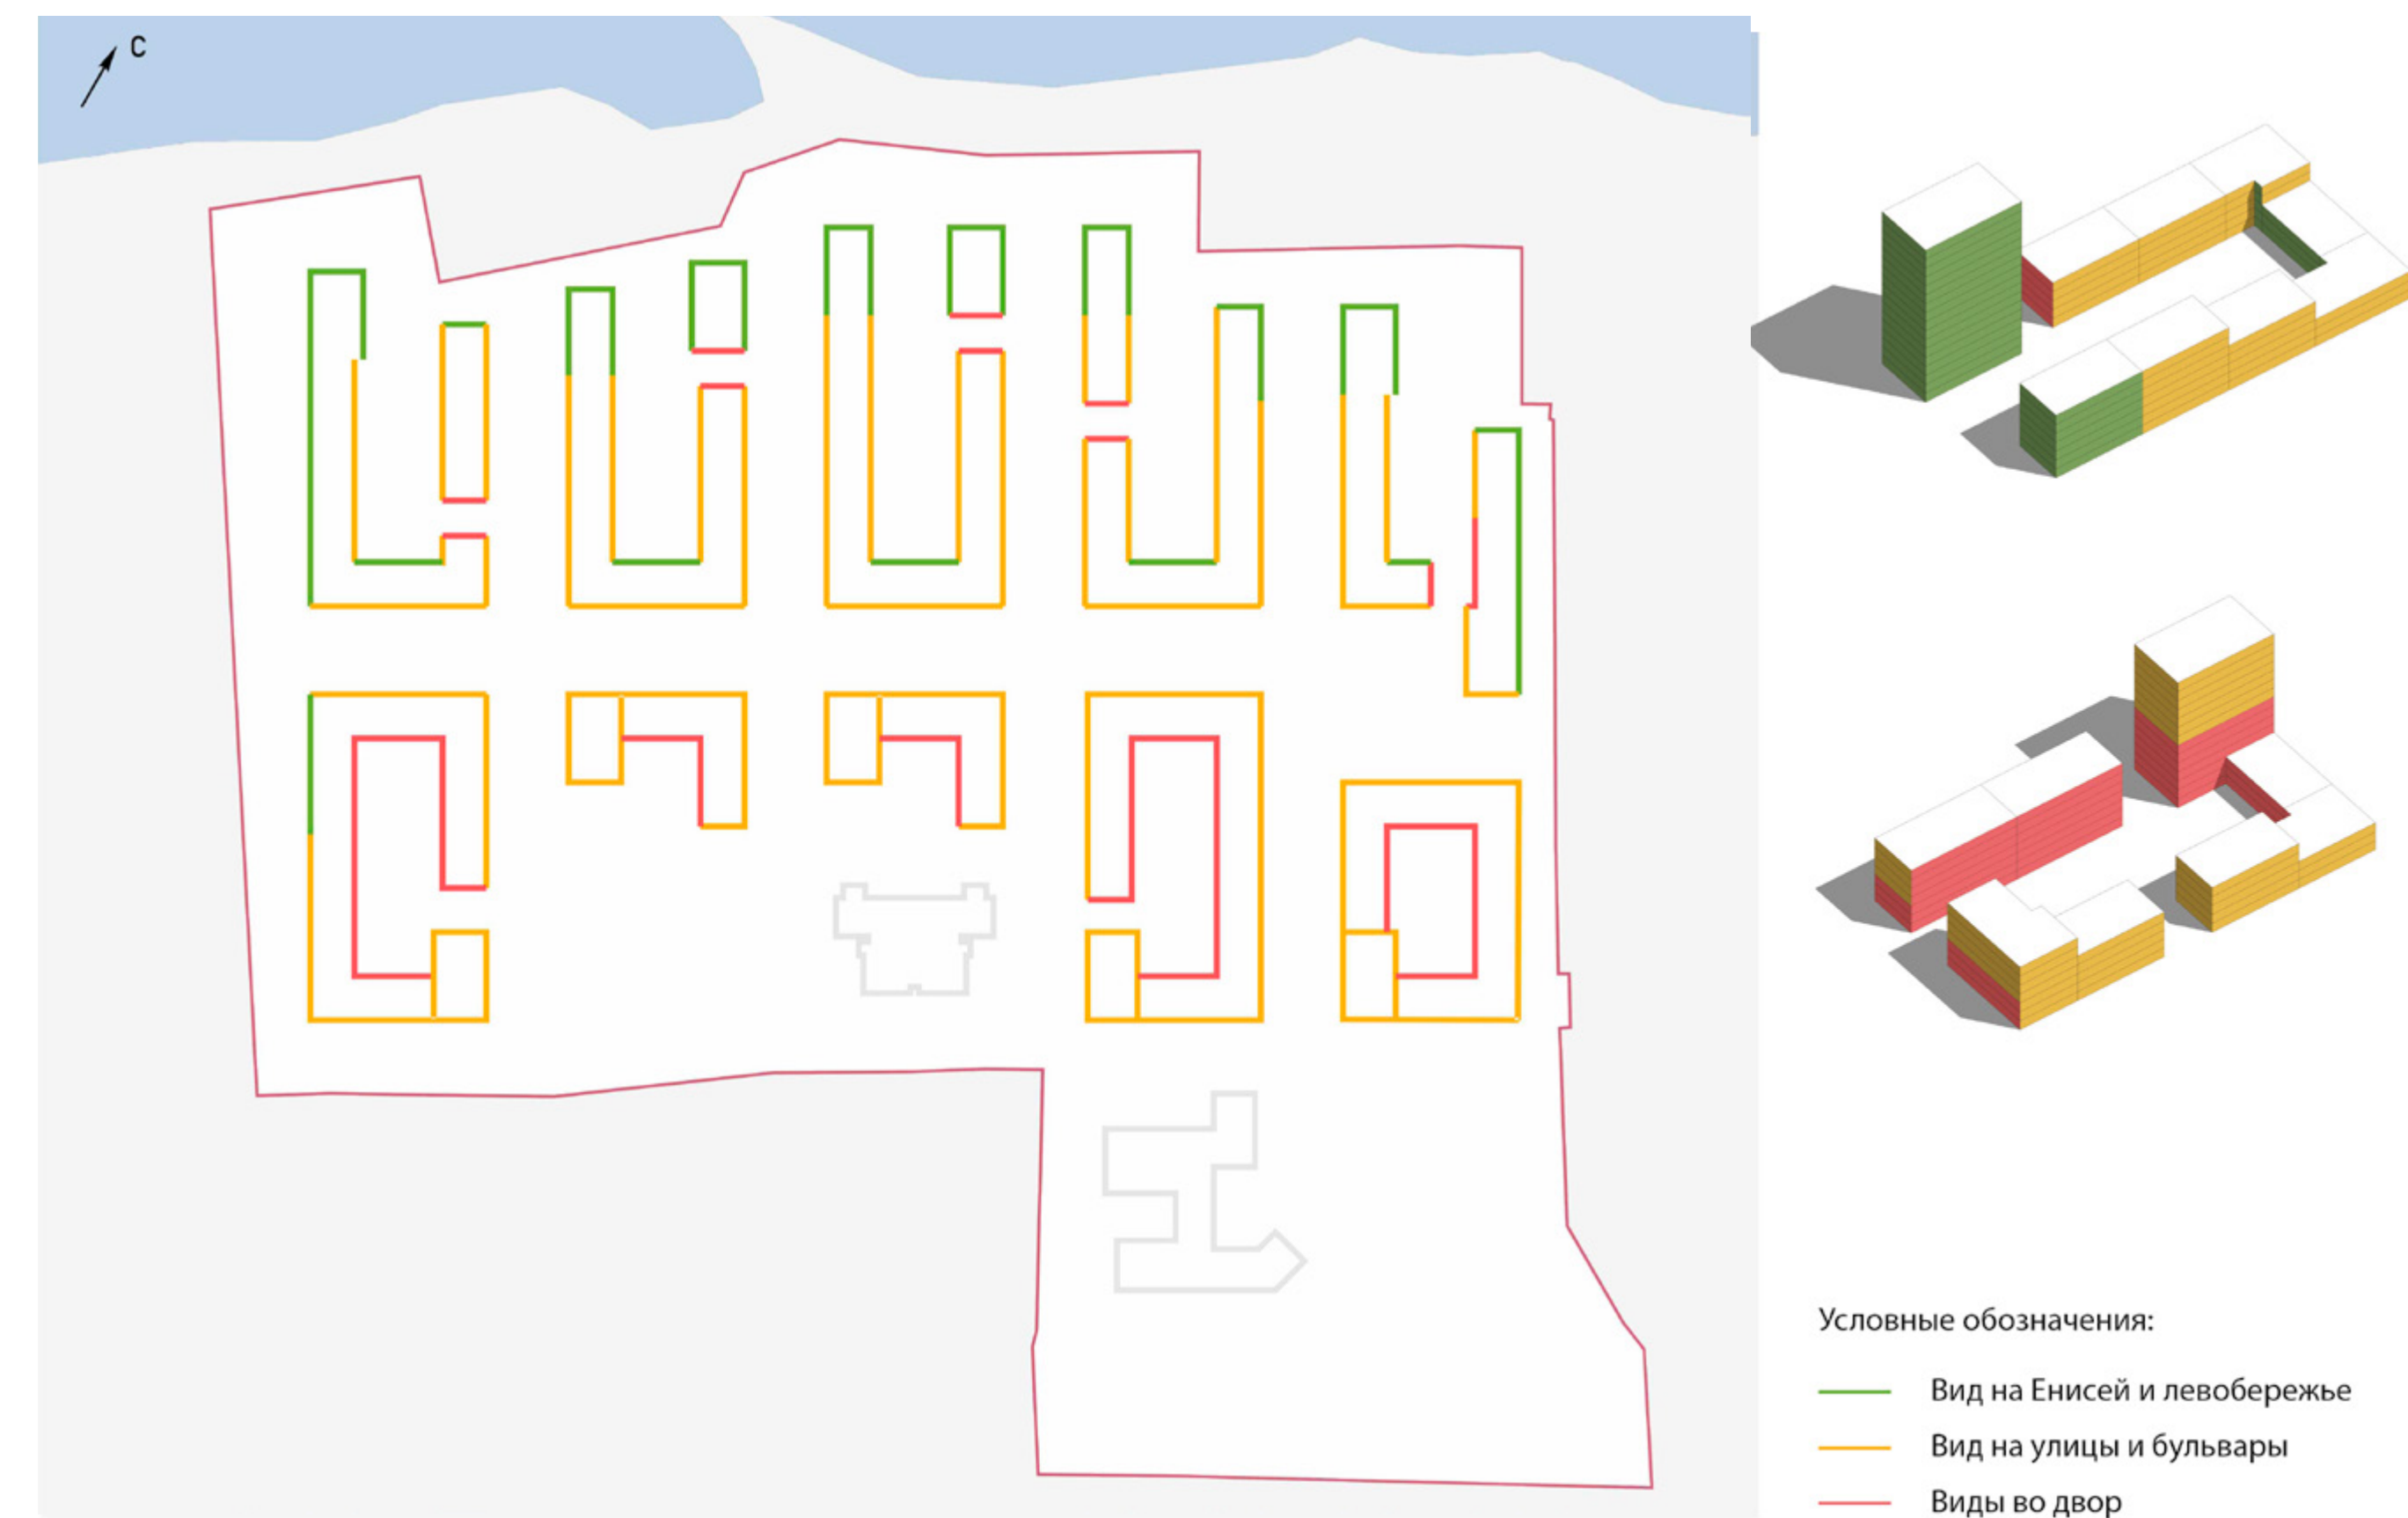 С
Условные обозначения:
Вид на Енисей и левобережье
Вид на улицы и бульвары
Виды во двор